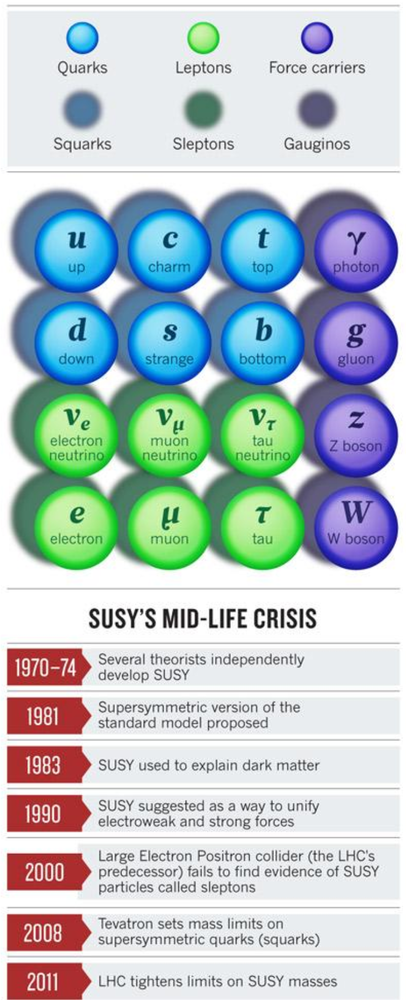 Quarks Leptons Force carriers
Squarks Sleptons Gauginos
u c t γ
up charm top photon
d s b g
down strange bottom gluon
νe νμ ντ z
electron neutrino muon neutrino tau neutrino Z boson
e μ τ W
electron muon tau W boson
SUSY'S MID-LIFE CRISIS
1970–74
Several theorists independently
develop SUSY
1981
Supersymmetric version of the
standard model proposed
1983
SUSY used to explain dark matter
1990
SUSY suggested as a way to unify
electroweak and strong forces
2000
Large Electron Positron collider (the LHC's
predecessor) fails to find evidence of SUSY
particles called sleptons
2008
Tevatron sets mass limits on
supersymmetric quarks (squarks)
2011
LHC tightens limits on SUSY masses